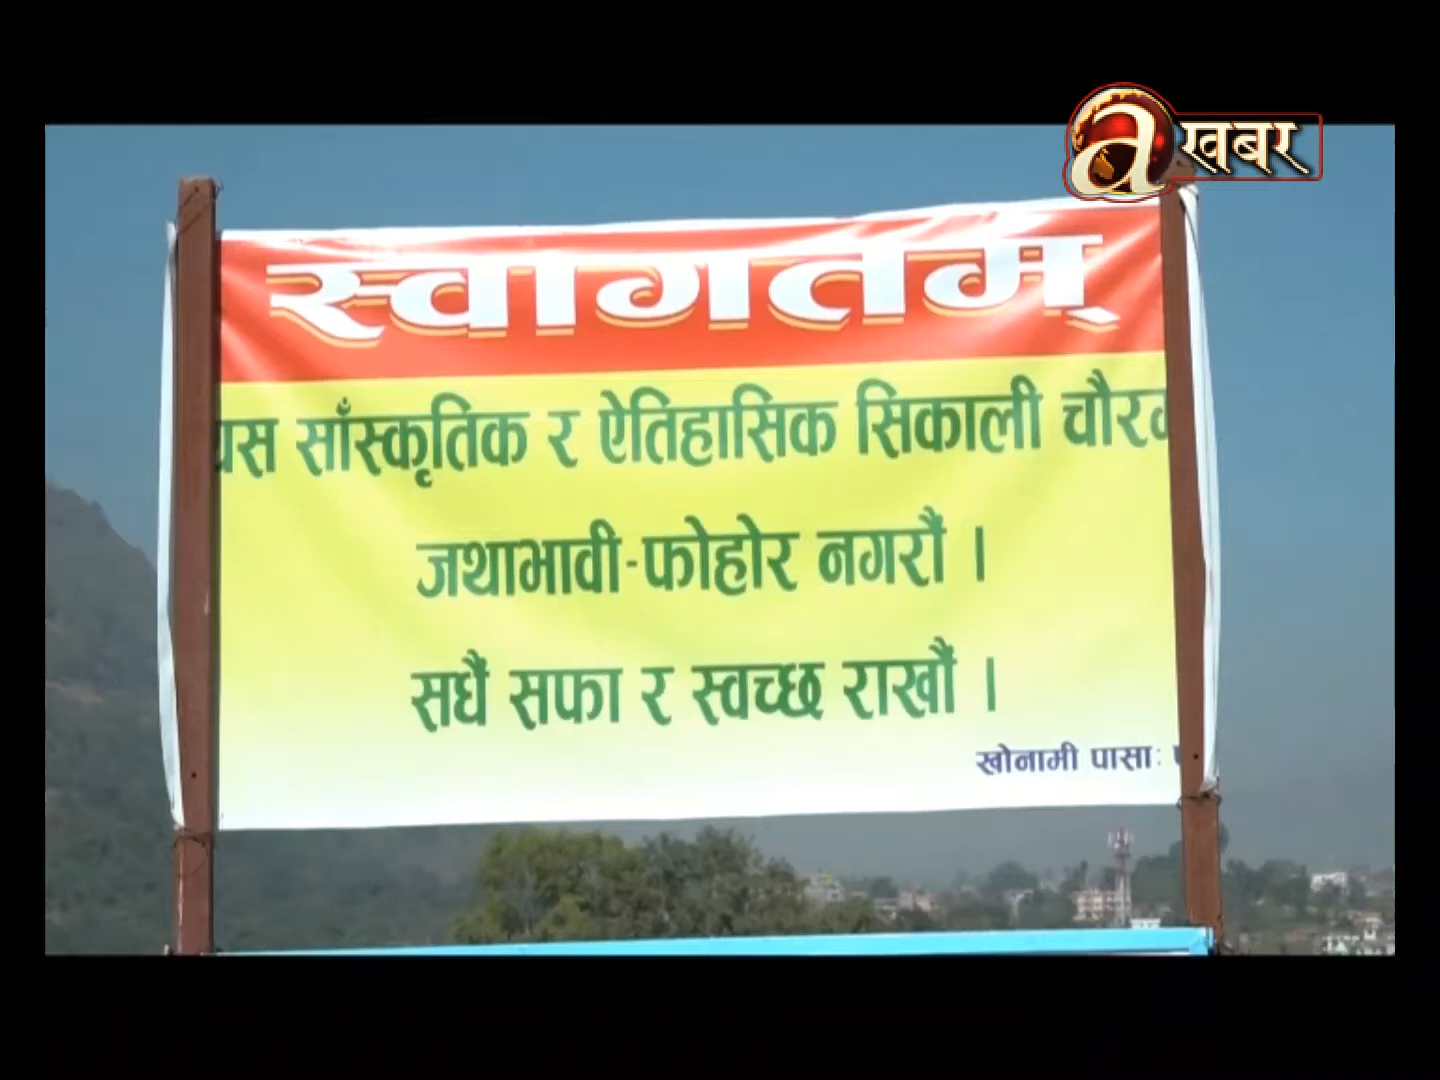 a खबर
स्वागतम्
यस साँस्कृतिक र ऐतिहासिक सिकाली
जथाभावी-फोहोर नगरौं ।
सधैं सफा र स्वच्छ राखौं ।
खोनामी पासाः